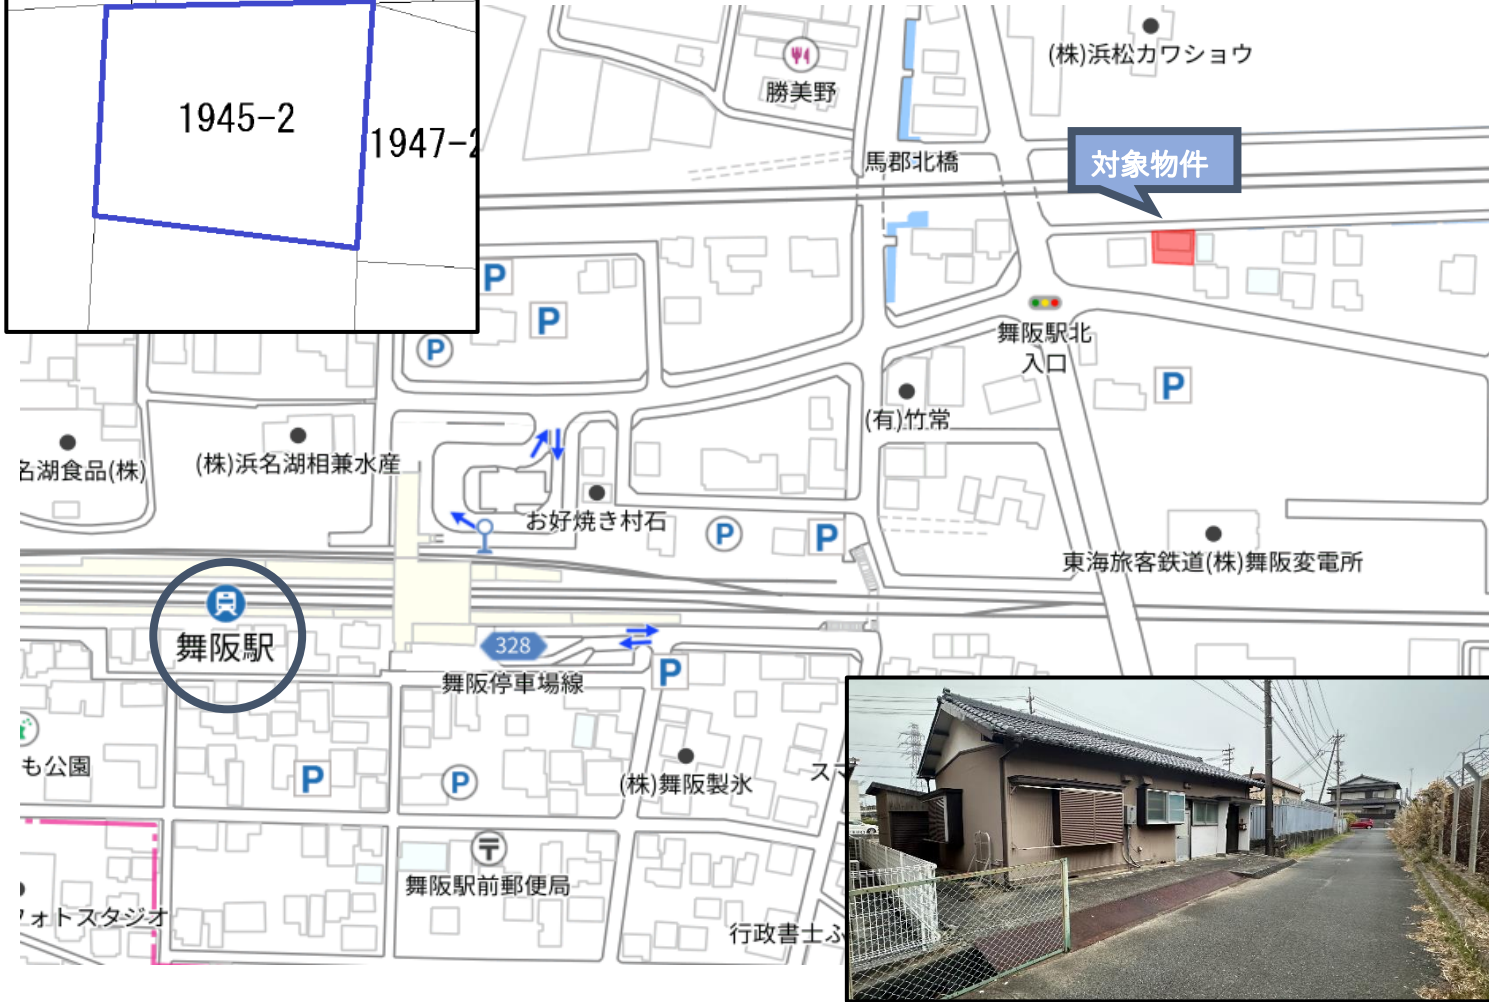 1945-2
1947-2
勝美野
(株)浜松カワショウ
馬郡北橋
対象物件
P
P
P
舞阪駅北
入口
P
(有)竹常
名湖食品(株)
(株)浜名湖相兼水産
お好焼き村石
P
P
東海旅客鉄道(株)舞阪変電所
舞阪駅
328
舞阪停車場線
P
も公園
P
P
(株)舞阪製氷
スマ
舞阪駅前郵便局
フォトスタジオ
行政書士ふ